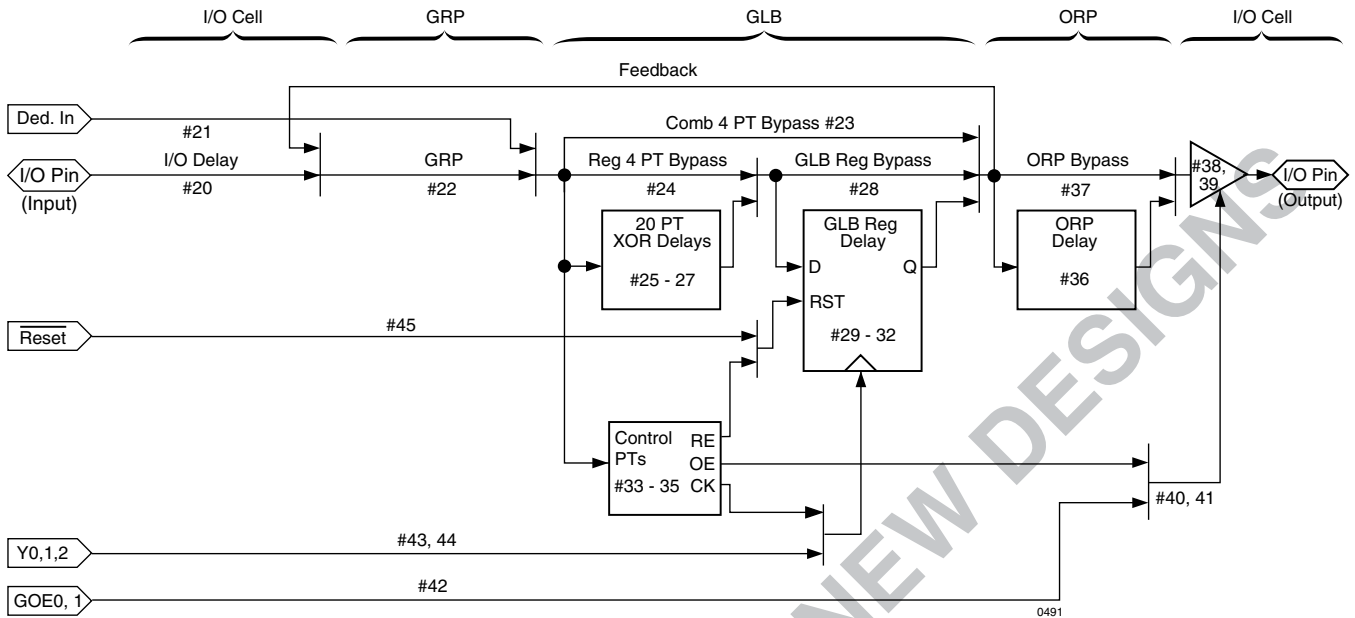 I/O Cell
GRP
GLB
ORP
I/O Cell
Feedback
Ded. In
#21
Comb 4 PT Bypass #23
I/O Pin
(Input)
I/O Delay
#20
GRP
#22
Reg 4 PT Bypass
#24
GLB Reg Bypass
#28
ORP Bypass
#37
#38,
39
I/O Pin
(Output)
20 PT
XOR Delays
#25 - 27
GLB Reg
Delay
D
Q
RST
#29 - 32
ORP
Delay
#36
Reset
#45
Control
PTs
#33 - 35
RE
OE
CK
#40, 41
Y0,1,2
#43, 44
GOE0, 1
#42
0491
NEW DESIGNS